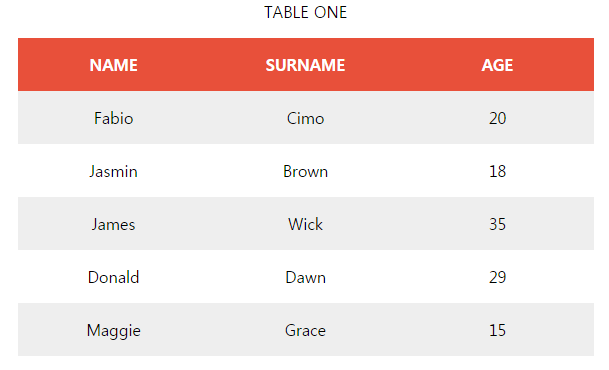 TABLE ONE
NAME SURNAME AGE
Fabio Cimo 20
Jasmin Brown 18
James Wick 35
Donald Dawn 29
Maggie Grace 15